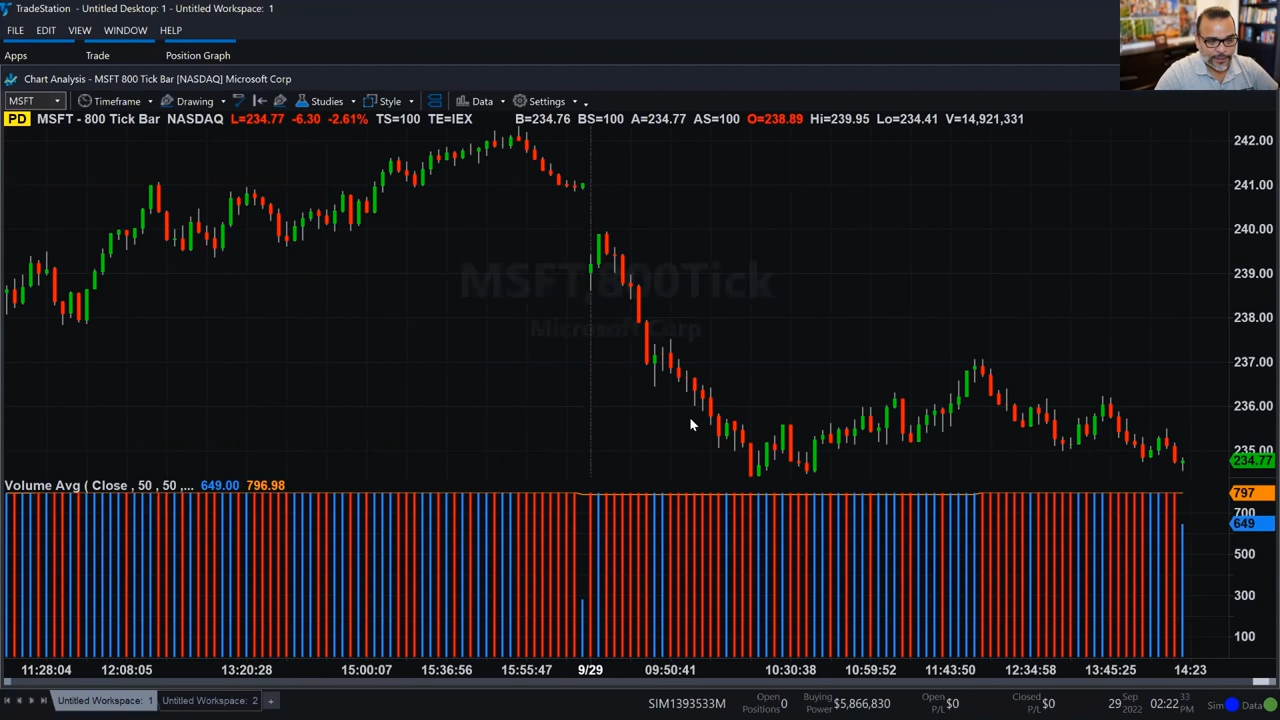 TradeStation - Untitled Desktop: 1 - Untitled Workspace: 1
FILE EDIT VIEW WINDOW HELP
Apps Trade Position Graph
Chart Analysis - MSFT 800 Tick Bar [NASDAQ] Microsoft Corp
MSFT Timeframe Drawing Studies Style Data Settings
PD MSFT - 800 Tick Bar NASDAQ L=234.77 -6.30 -2.61% TS=100 TE=IEX B=234.76 BS=100 A=234.77 AS=100 O=238.89 Hi=239.95 Lo=234.41 V=14,921,331
242.00
241.00
240.00
239.00
MSFT,800Tick
238.00
Microsoft Corp
237.00
236.00
235.00
234.77
Volume Avg ( Close , 50 , 50 ,... 649.00 796.98
797
700
649
500
300
100
11:28:04 12:08:05 13:20:28 15:00:07 15:36:56 15:55:47 9/29 09:50:41 10:30:38 10:59:52 11:43:50 12:34:58 13:45:25 14:23
Untitled Workspace: 1 Untitled Workspace: 2 +
SIM1393533M Open Positions 0 Buying Power $5,866,830 Open P/L $0 Closed P/L $0 29 Sep 2022 02:22 33 PM Sim Data